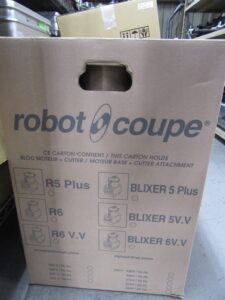 robot coupe®
CE CARTON CONTIENT / THIS CARTON HOLDS
BLOC MOTEUR + CUTTER / MOTOR BASE + CUTTER ATTACHMENT
R5 Plus
BLIXER 5 Plus
R6
BLIXER 5V.V
R6 V.V
BLIXER 6V.V